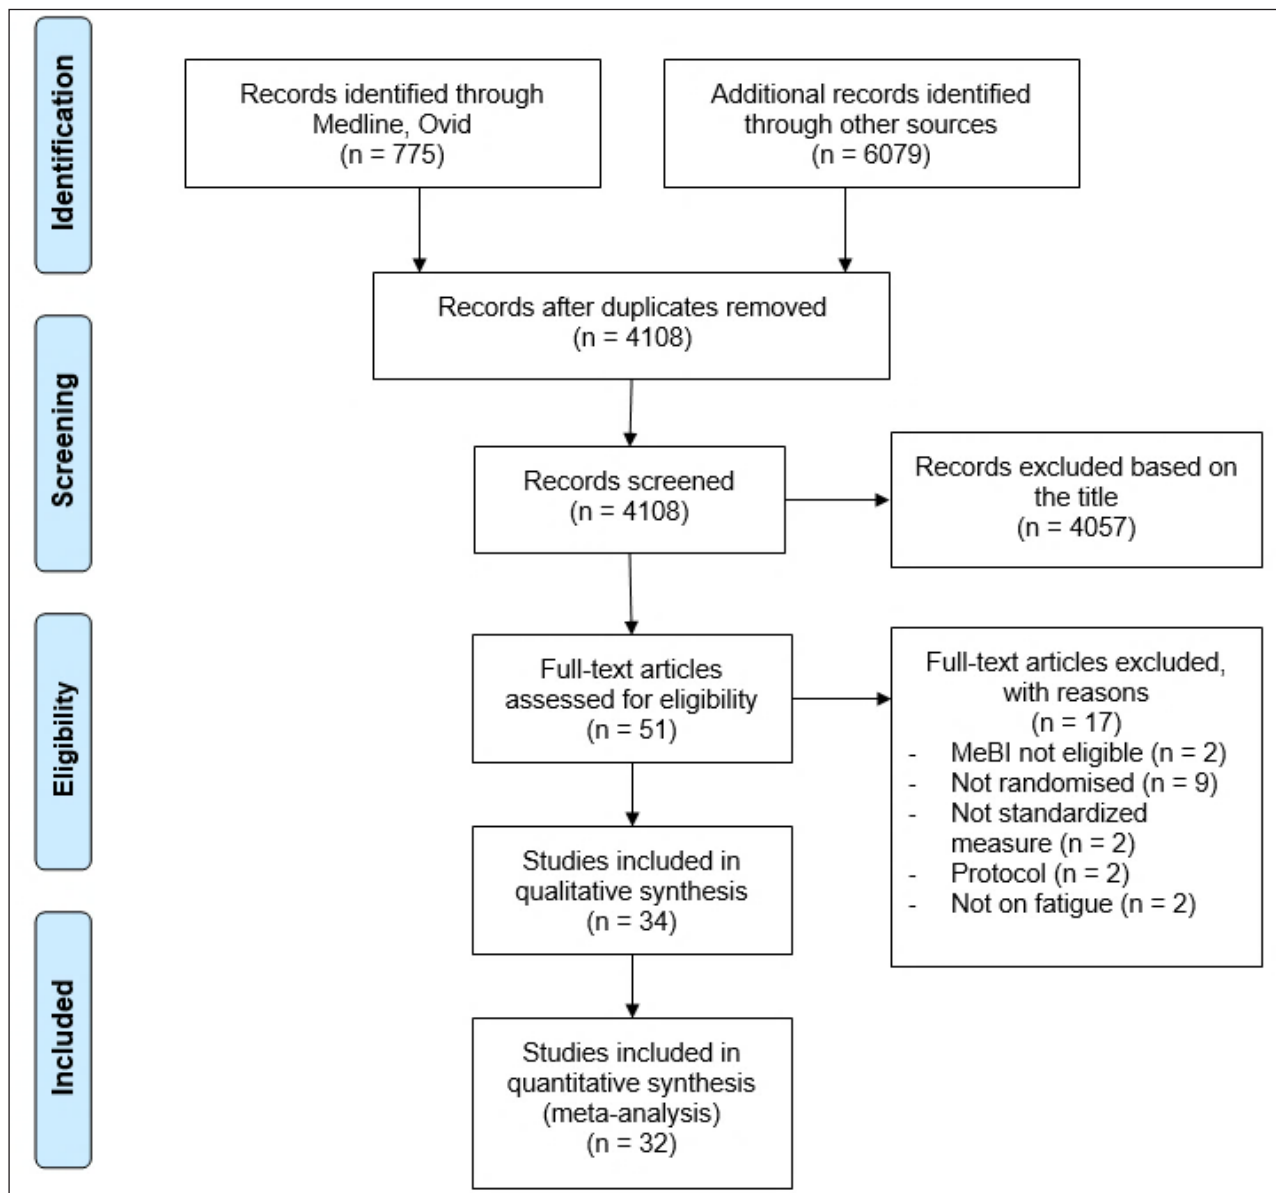 Identification
Records identified through
Medline, Ovid
(n = 775)
Additional records identified
through other sources
(n = 6079)
Records after duplicates removed
(n = 4108)
Screening
Records screened
(n = 4108)
Records excluded based on
the title
(n = 4057)
Eligibility
Full-text articles
assessed for eligibility
(n = 51)
Full-text articles excluded,
with reasons
(n = 17)
- MeBI not eligible (n = 2)
- Not randomised (n = 9)
- Not standardized
measure (n = 2)
- Protocol (n = 2)
- Not on fatigue (n = 2)
Studies included in
qualitative synthesis
(n = 34)
Included
Studies included in
quantitative synthesis
(meta-analysis)
(n = 32)